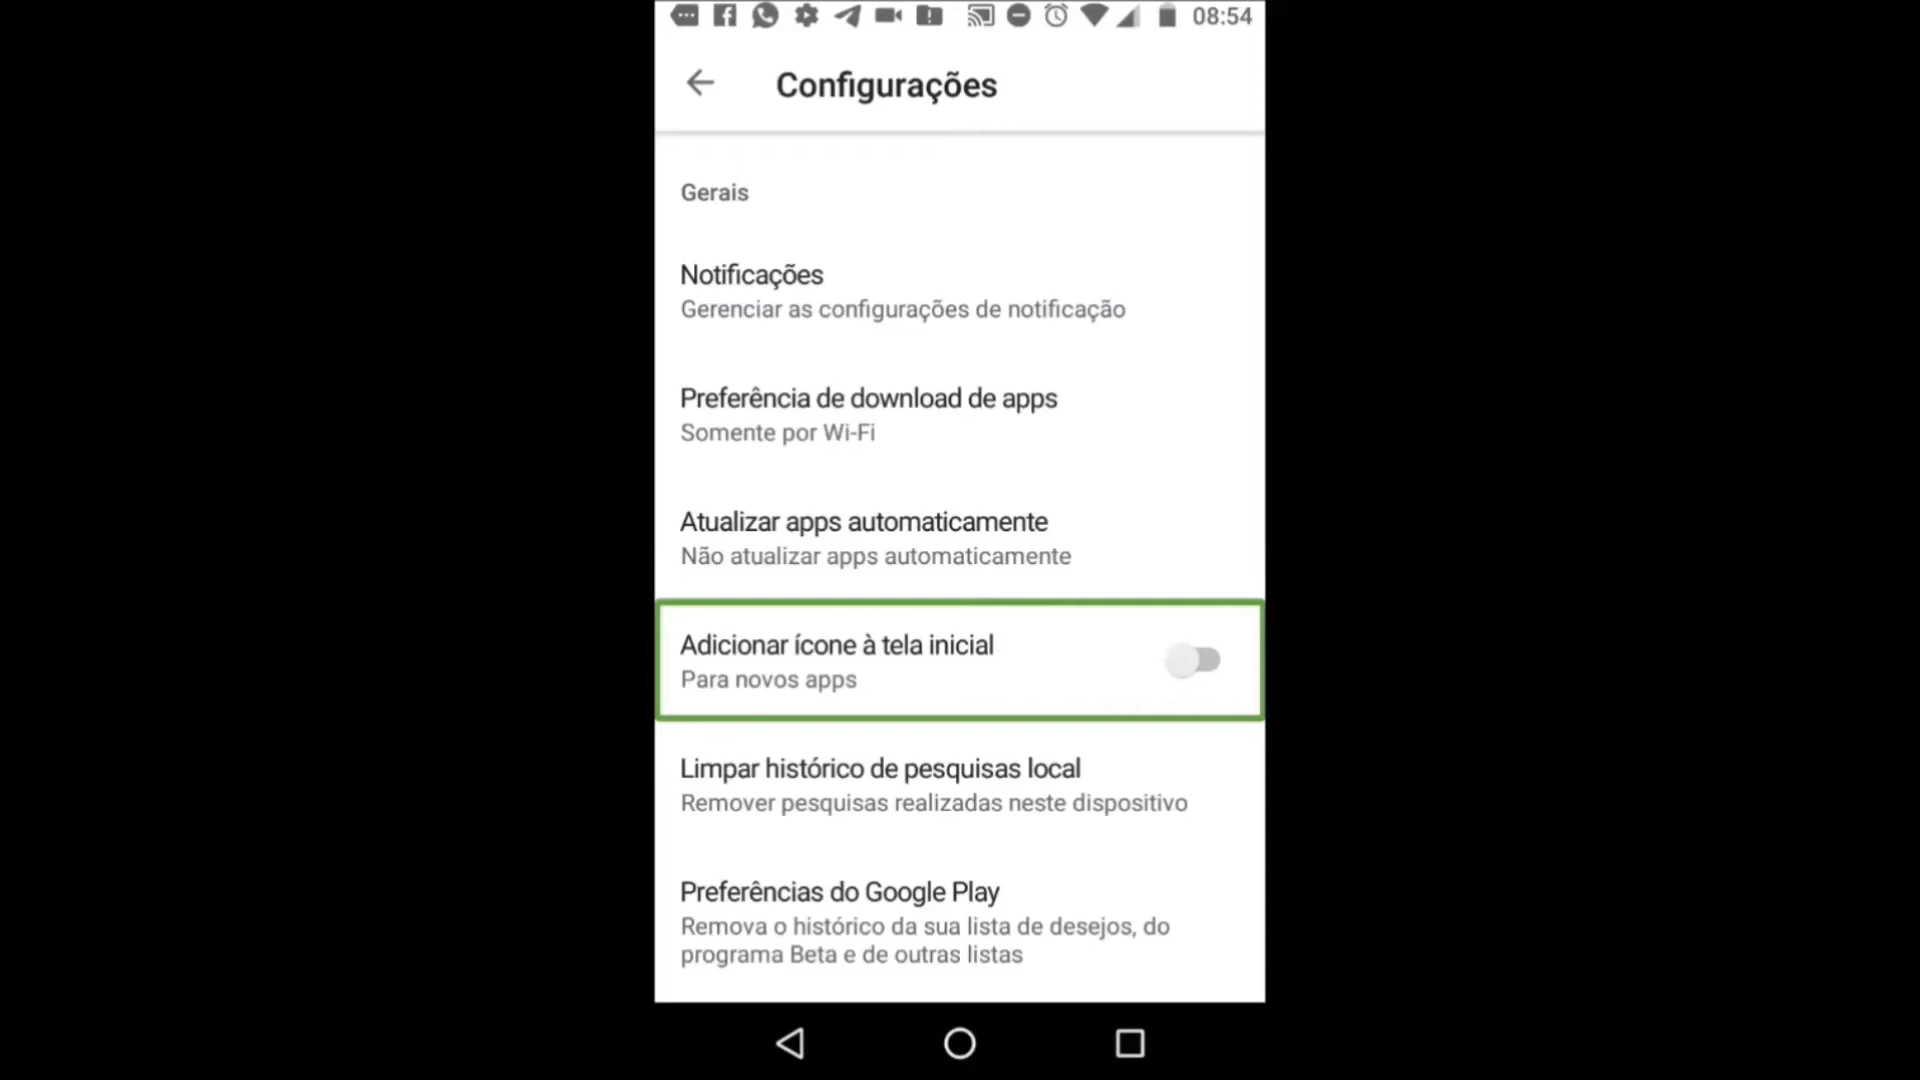 08:54
Configurações
Gerais
Notificações
Gerenciar as configurações de notificação
Preferência de download de apps
Somente por Wi-Fi
Atualizar apps automaticamente
Não atualizar apps automaticamente
Adicionar ícone à tela inicial
Para novos apps
Limpar histórico de pesquisas local
Remover pesquisas realizadas neste dispositivo
Preferências do Google Play
Remova o histórico da sua lista de desejos, do
programa Beta e de outras listas